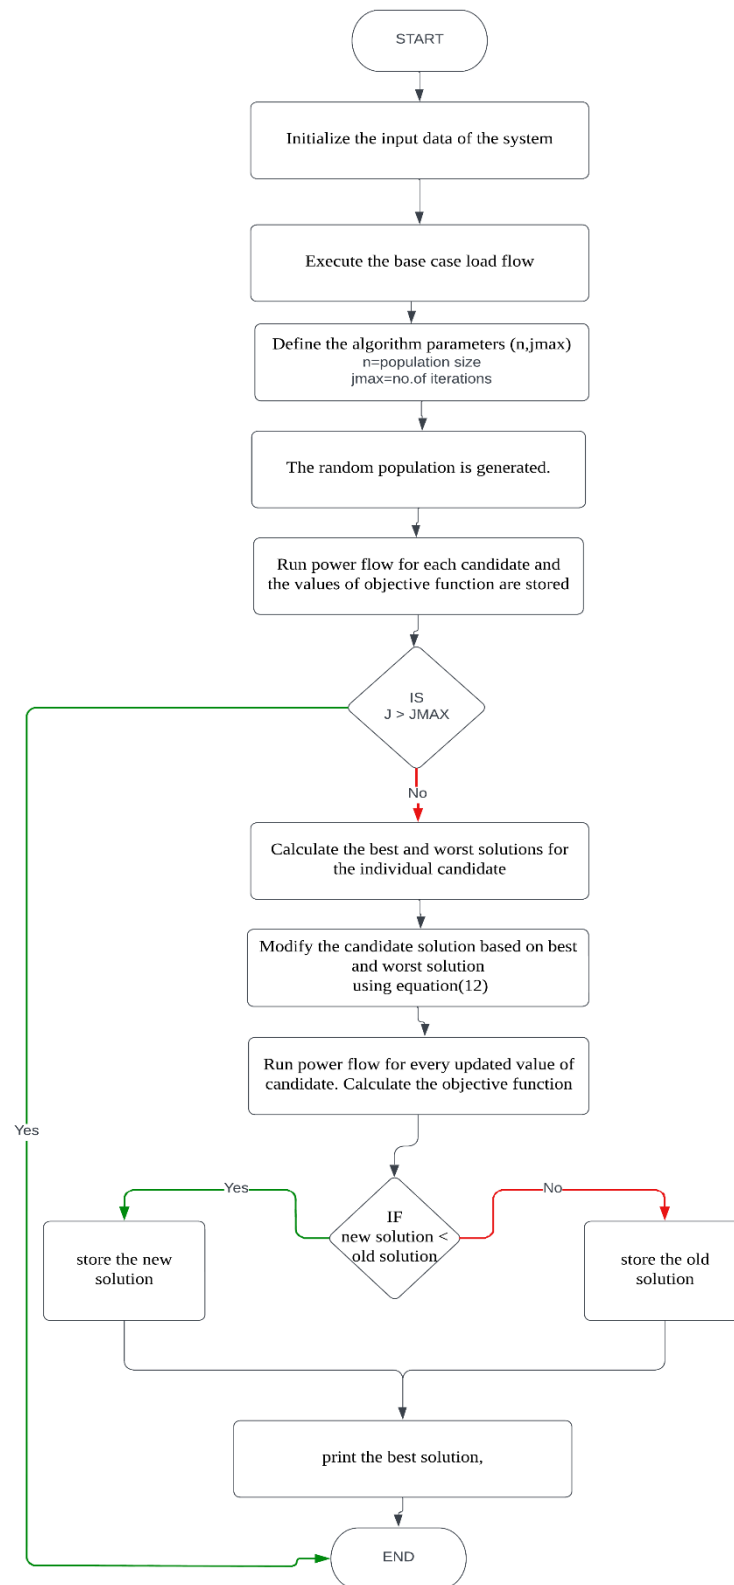 START
Initialize the input data of the system
Execute the base case load flow
Define the algorithm parameters (n,jmax)
n=population size
jmax=no.of iterations
The random population is generated.
Run power flow for each candidate and
the values of objective function are stored
IS
J > JMAX
No
Calculate the best and worst solutions for
the individual candidate
Modify the candidate solution based on best
and worst solution
using equation(12)
Run power flow for every updated value of
candidate. Calculate the objective function
Yes
Yes
No
IF
new solution <
old solution
store the new
solution
store the old
solution
print the best solution,
END